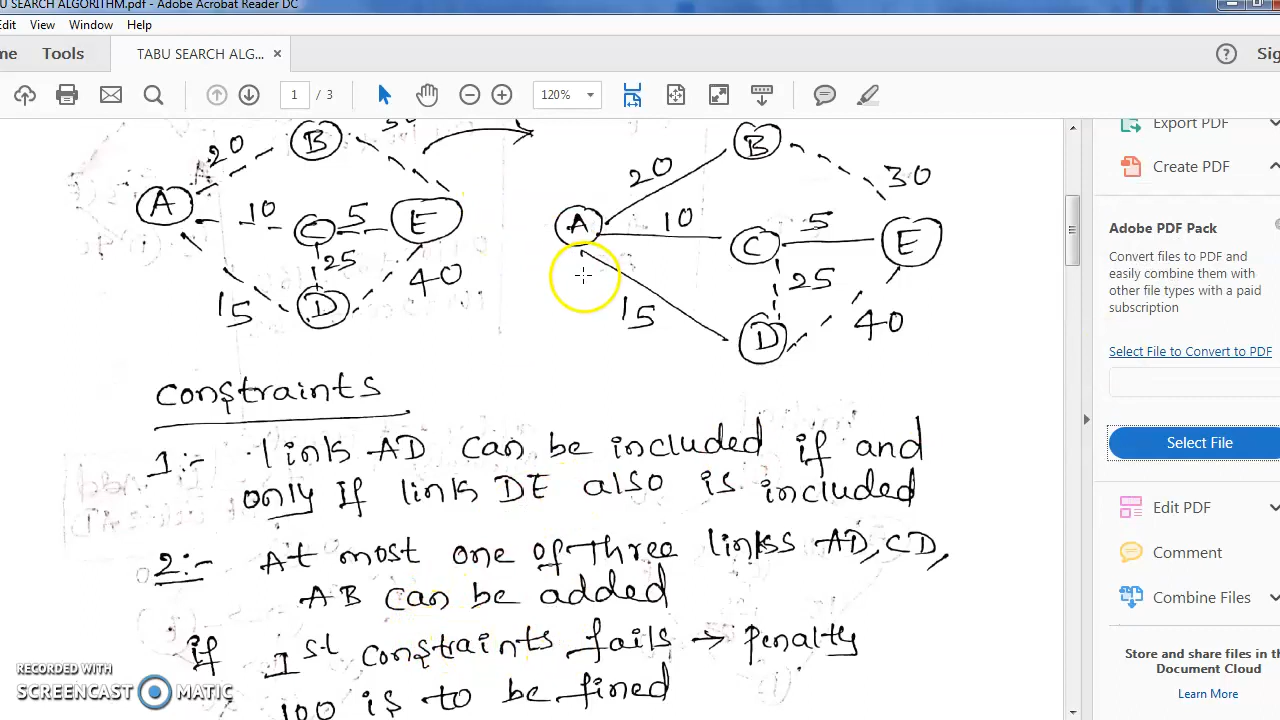 BU SEARCH ALGORITHM.pdf - Adobe Acrobat Reader DC
Edit View Window Help
me Tools TABU SEARCH ALG... × Sig
1 / 3 120%
B
20
A 10 C 5 E
25
15 D 40
B
20 30
A 10 C 5 E
25
15 D 40
Constraints
1:- links AD can be included if and
only if links DE also is included
2:- At most one of three links AD, CD,
AB can be added
if 1st constraints fails → penalty
100 is to be fined
Export PDF
Create PDF
Adobe PDF Pack
Convert files to PDF and
easily combine them with
other file types with a paid
subscription
Select File to Convert to PDF
Select File
Edit PDF
Comment
Combine Files
Store and share files in the
Document Cloud
Learn More
RECORDED WITH
SCREENCAST MATIC